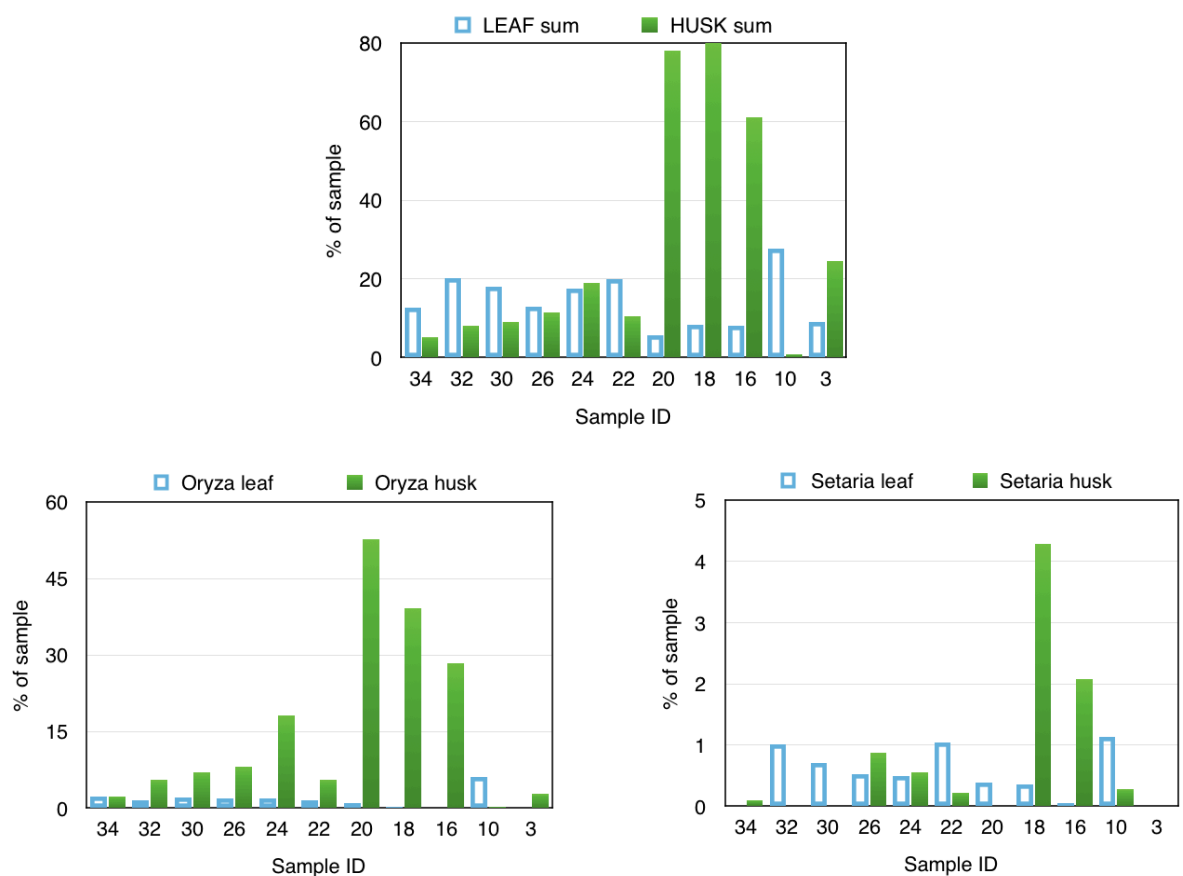 LEAF sum HUSK sum
80
60
40
20
0
% of sample
34 32 30 26 24 22 20 18 16 10 3
Sample ID
Oryza leaf Oryza husk
60
45
30
15
0
% of sample
34 32 30 26 24 22 20 18 16 10 3
Sample ID
Setaria leaf Setaria husk
5
4
3
2
1
0
% of sample
34 32 30 26 24 22 20 18 16 10 3
Sample ID